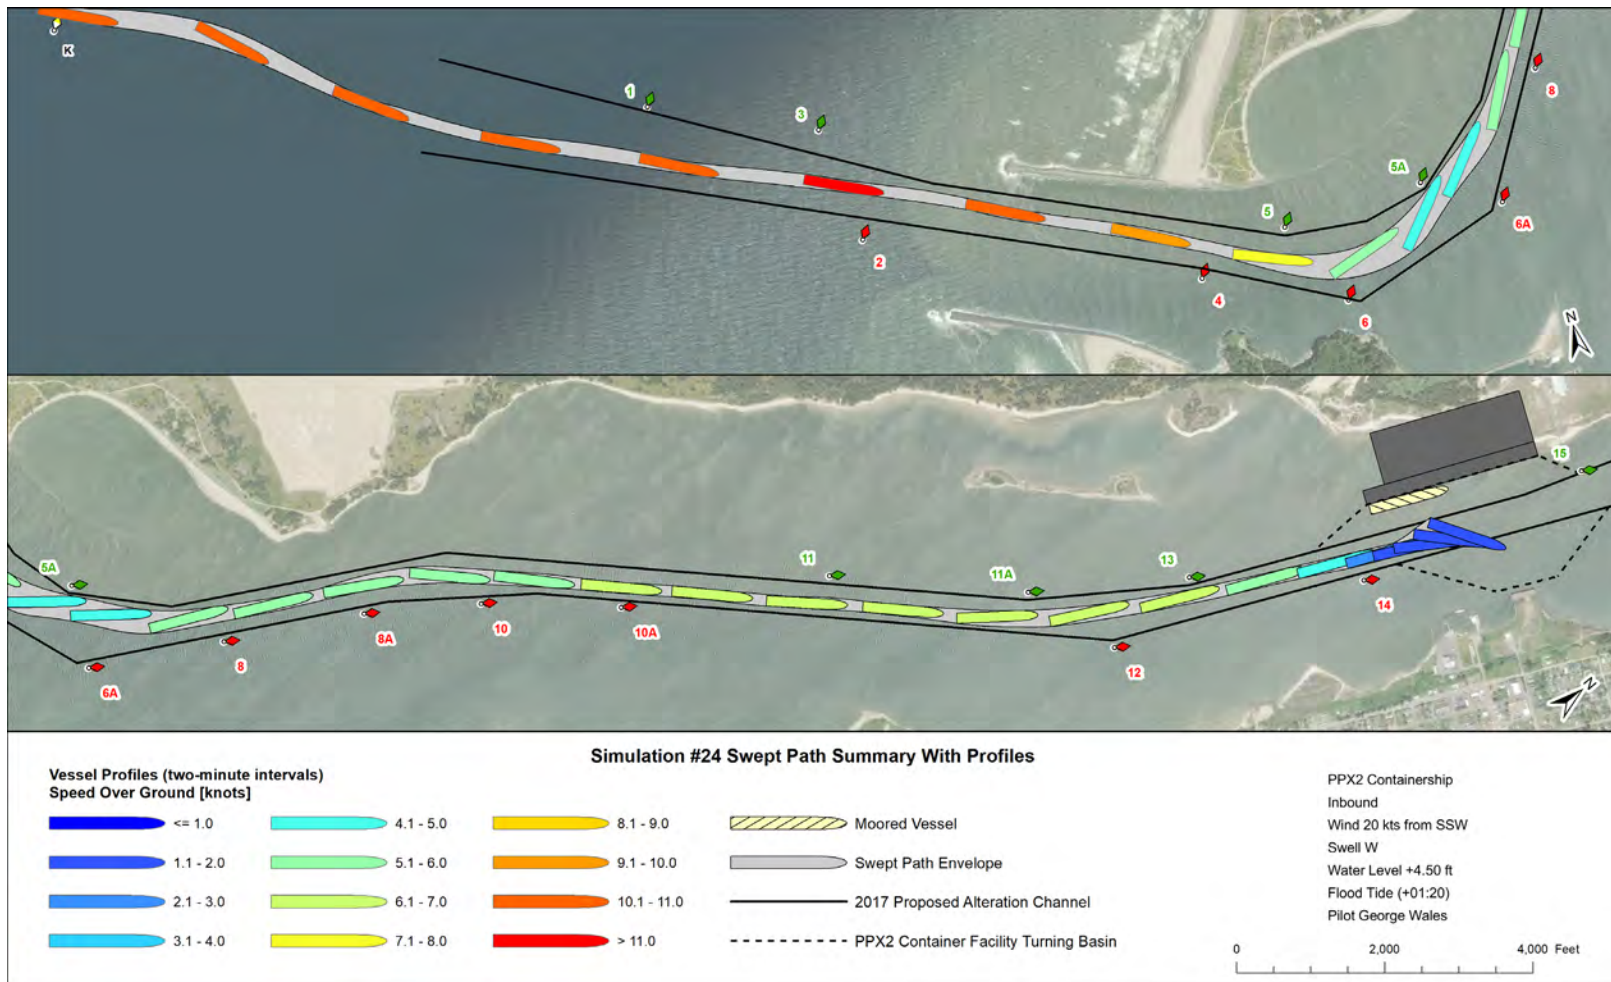 K
1
3
2
4
5
6
5A
6A
8
N
5A
6A
8
8A
10
10A
11
11A
12
13
14
15
N
Simulation #24 Swept Path Summary With Profiles
Vessel Profiles (two-minute intervals)
Speed Over Ground [knots]
<= 1.0
1.1 - 2.0
2.1 - 3.0
3.1 - 4.0
4.1 - 5.0
5.1 - 6.0
6.1 - 7.0
7.1 - 8.0
8.1 - 9.0
9.1 - 10.0
10.1 - 11.0
> 11.0
Moored Vessel
Swept Path Envelope
2017 Proposed Alteration Channel
PPX2 Container Facility Turning Basin
PPX2 Containership
Inbound
Wind 20 kts from SSW
Swell W
Water Level +4.50 ft
Flood Tide (+01:20)
Pilot George Wales
0 2,000 4,000 Feet